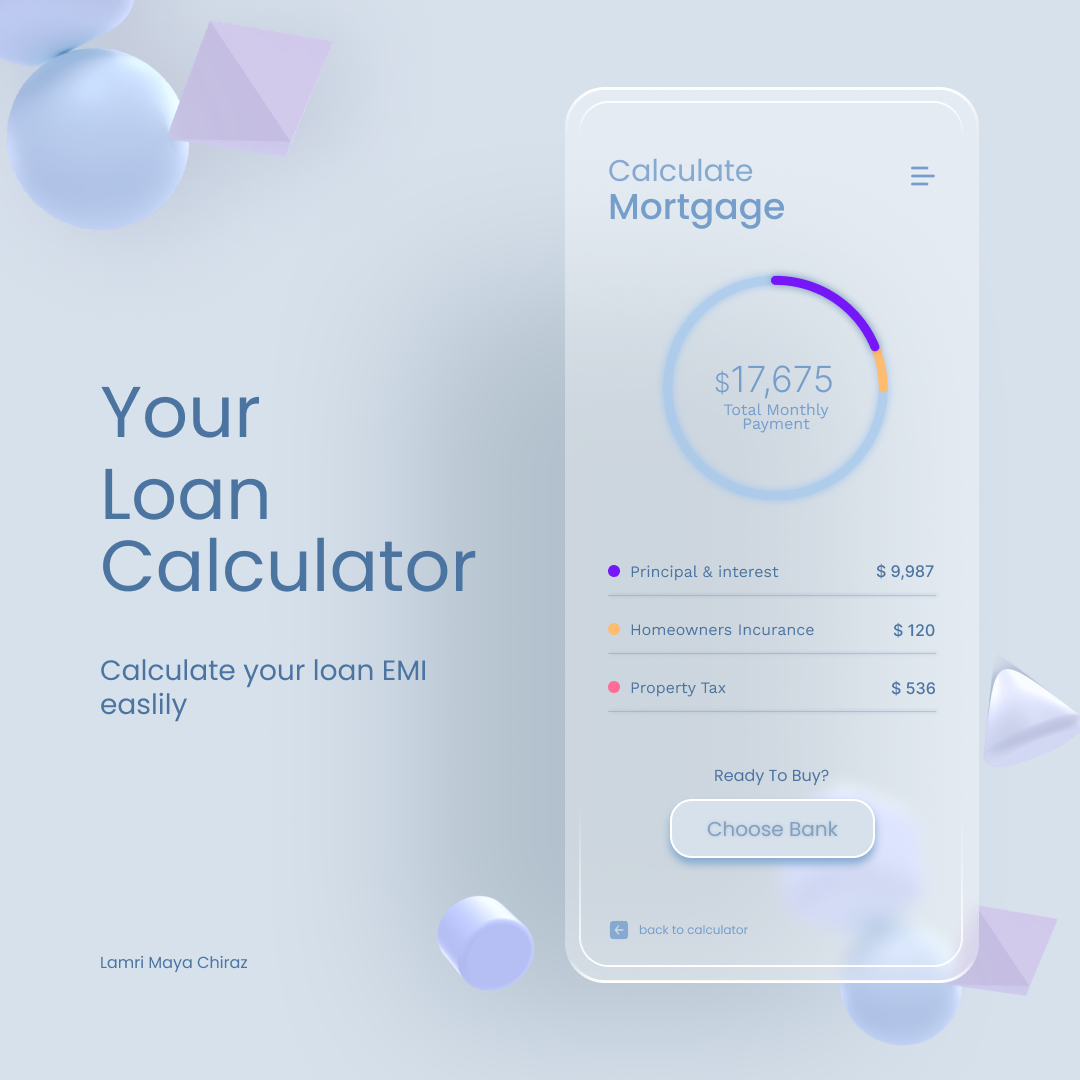 Your
Loan
Calculator
Calculate your loan EMI
easlily
Lamri Maya Chiraz
Calculate
Mortgage
$17,675
Total Monthly
Payment
Principal & interest $ 9,987
Homeowners Incurance $ 120
Property Tax $ 536
Ready To Buy?
Choose Bank
back to calculator